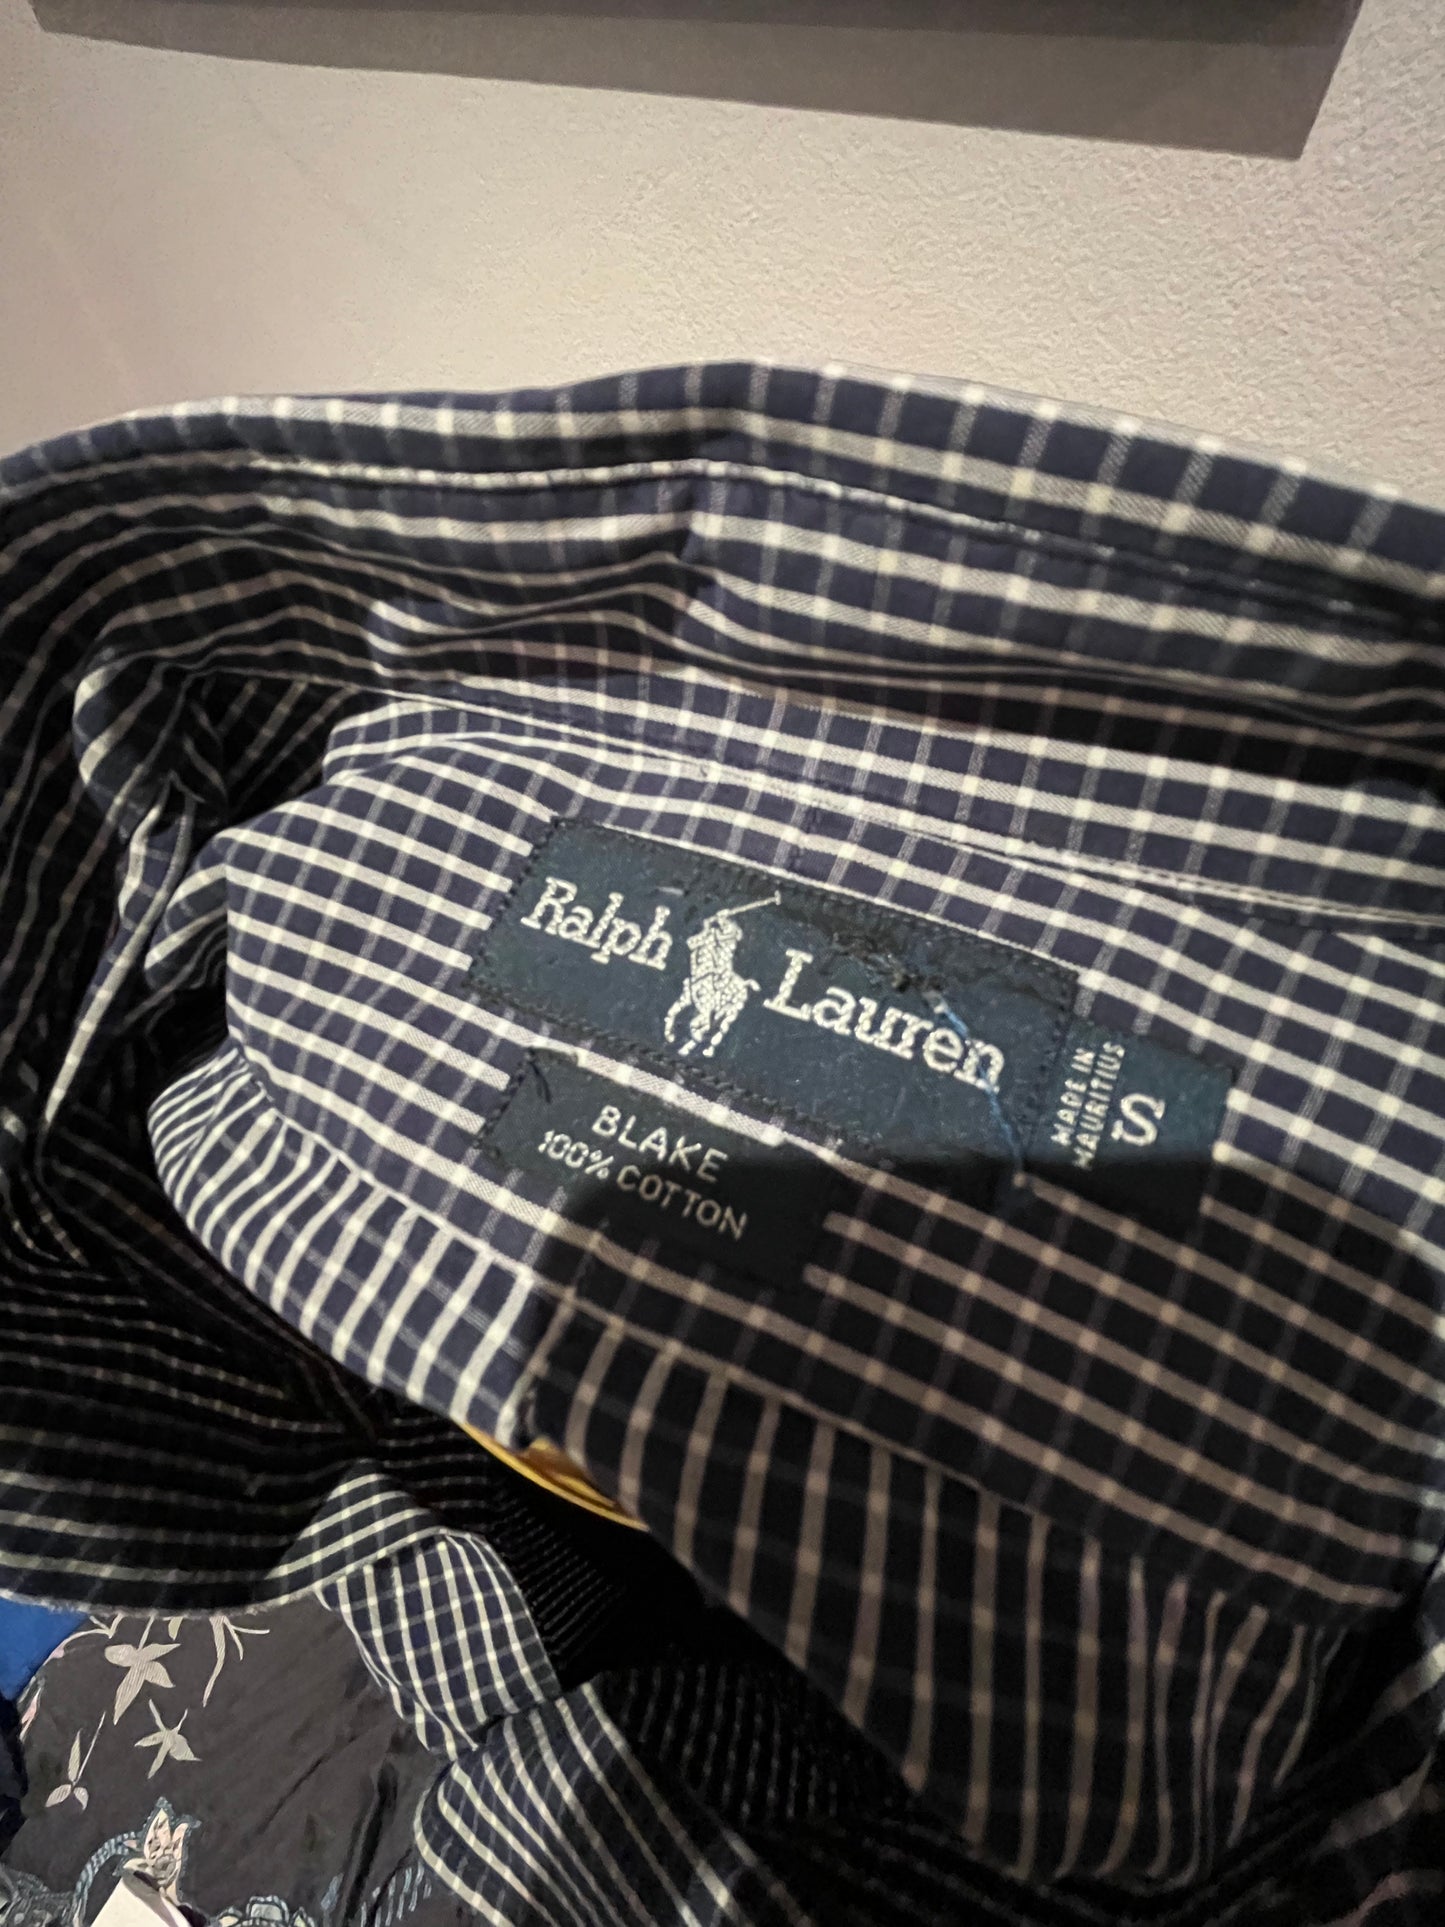 Ralph Lauren
BLAKE
100% COTTON
MADE IN
MAURITIUS
S